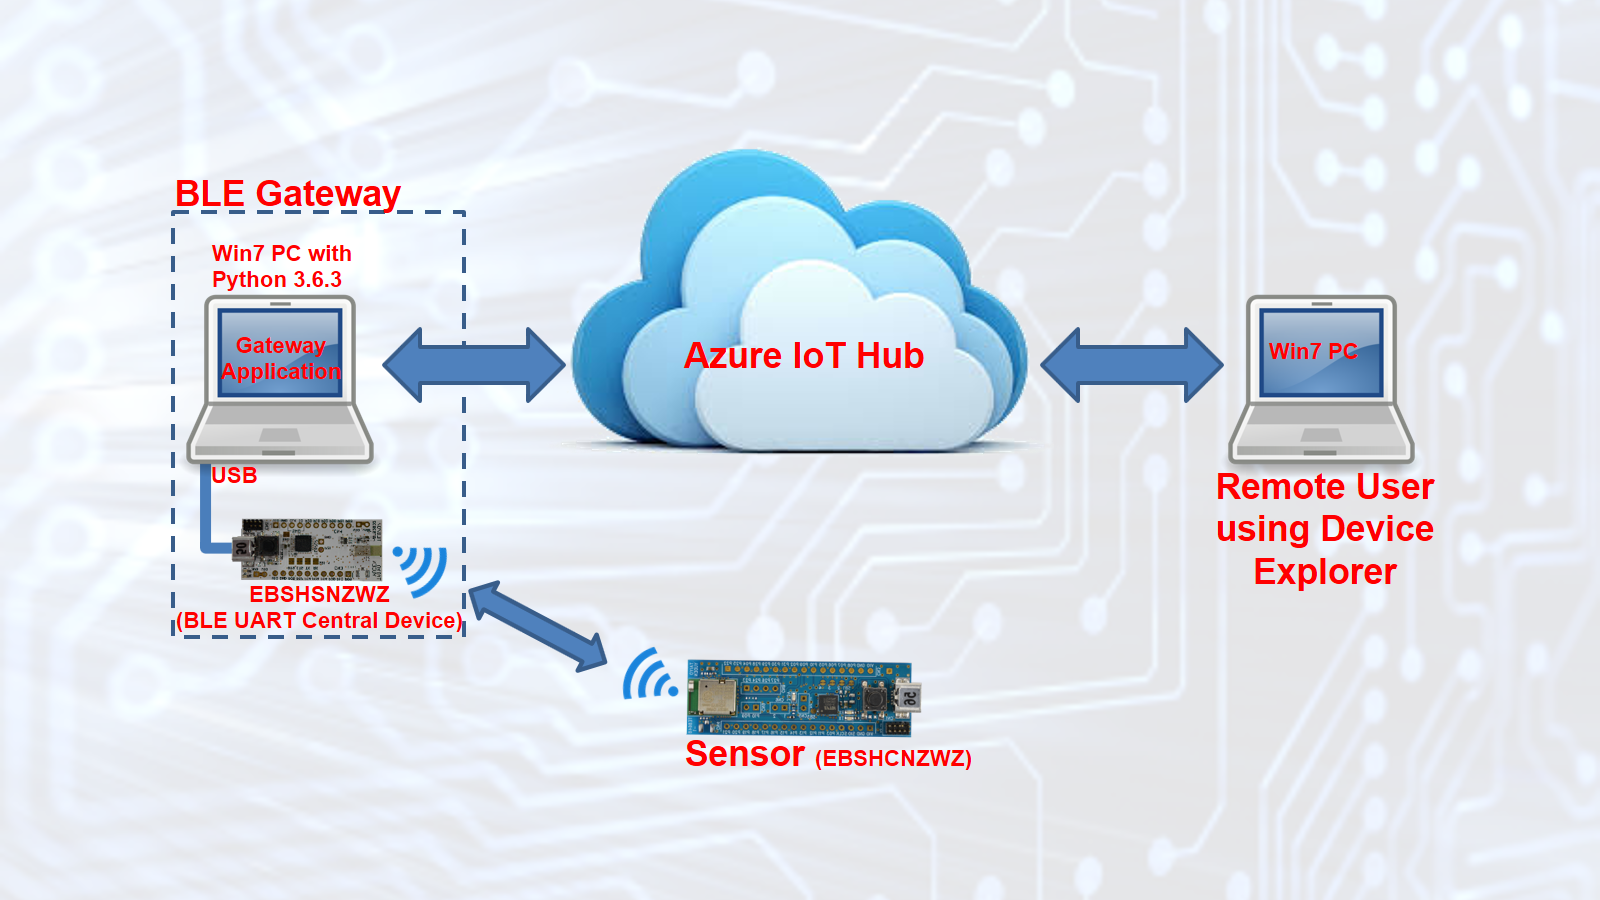 BLE Gateway
Win7 PC with
Python 3.6.3
Gateway
Application
USB
EBSHSNZWZ
(BLE UART Central Device)
Azure IoT Hub
Win7 PC
Remote User
using Device
Explorer
Sensor (EBSHCNZWZ)